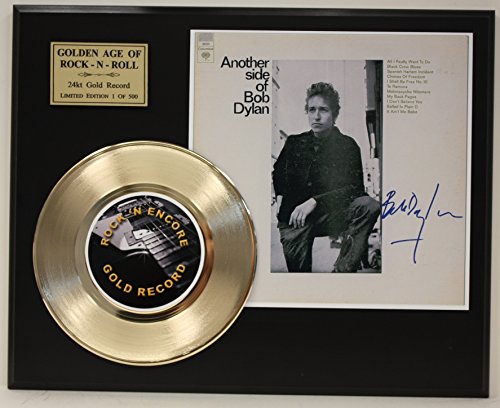 GOLDEN AGE OF
ROCK - N - ROLL
24kt Gold Record
LIMITED EDITION 1 OF 500
Another
side of
Bob
Dylan
All I Really Want To Do
Black Crow Blues
Spanish Harlem Incident
Chimes Of Freedom
I Shall Be Free No. 10
To Ramona
Motorpsycho Nitemare
My Back Pages
I Don't Believe You
Ballad In Plain D
It Ain't Me Babe
Bob Dylan
ROCK 'N ENCORE
GOLD RECORD